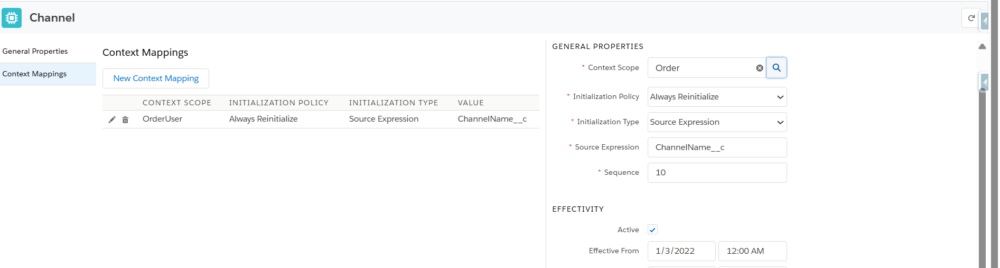 Channel
General Properties
Context Mappings
Context Mappings
New Context Mapping
CONTEXT SCOPE INITIALIZATION POLICY INITIALIZATION TYPE VALUE
OrderUser Always Reinitialize Source Expression ChannelName__c
GENERAL PROPERTIES
* Context Scope Order
* Initialization Policy Always Reinitialize
* Initialization Type Source Expression
* Source Expression ChannelName__c
* Sequence 10
EFFECTIVITY
Active
Effective From 1/3/2022 12:00 AM